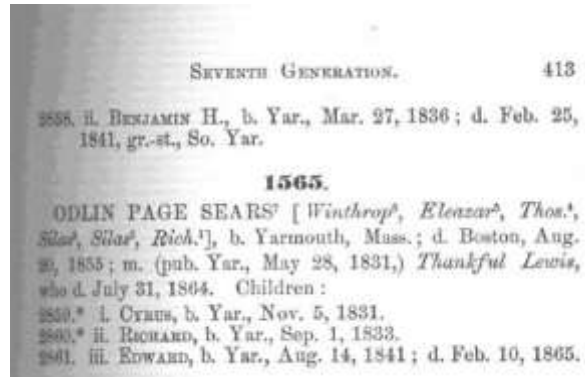 SEVENTH GENERATION. 413
2858. ii. BENJAMIN H., b. Yar., Mar. 27, 1836; d. Feb. 25,
1841, gr.-st., So. Yar.
1565.
ODLIN PAGE SEARS⁷ [Winthrop⁶, Eleazar⁵, Thos.⁴,
Silas³, Silas², Rich.¹], b. Yarmouth, Mass.; d. Boston, Aug.
20, 1855; m. (pub. Yar., May 28, 1831,) Thankful Lewis,
who d. July 31, 1864. Children:
2859.* i. CYRUS, b. Yar., Nov. 5, 1831.
2860.* ii. RICHARD, b. Yar., Sep. 1, 1833.
2861. iii. EDWARD, b. Yar., Aug. 14, 1841; d. Feb. 10, 1865.